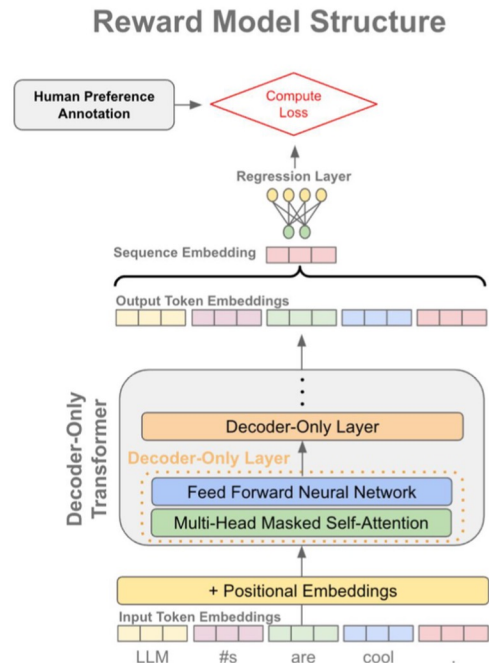 Reward Model Structure
Human Preference
Annotation
Compute
Loss
Regression Layer
Sequence Embedding
Output Token Embeddings
Decoder-Only
Transformer
Decoder-Only Layer
Decoder-Only Layer
Feed Forward Neural Network
Multi-Head Masked Self-Attention
+ Positional Embeddings
Input Token Embeddings
LLM #s are cool .